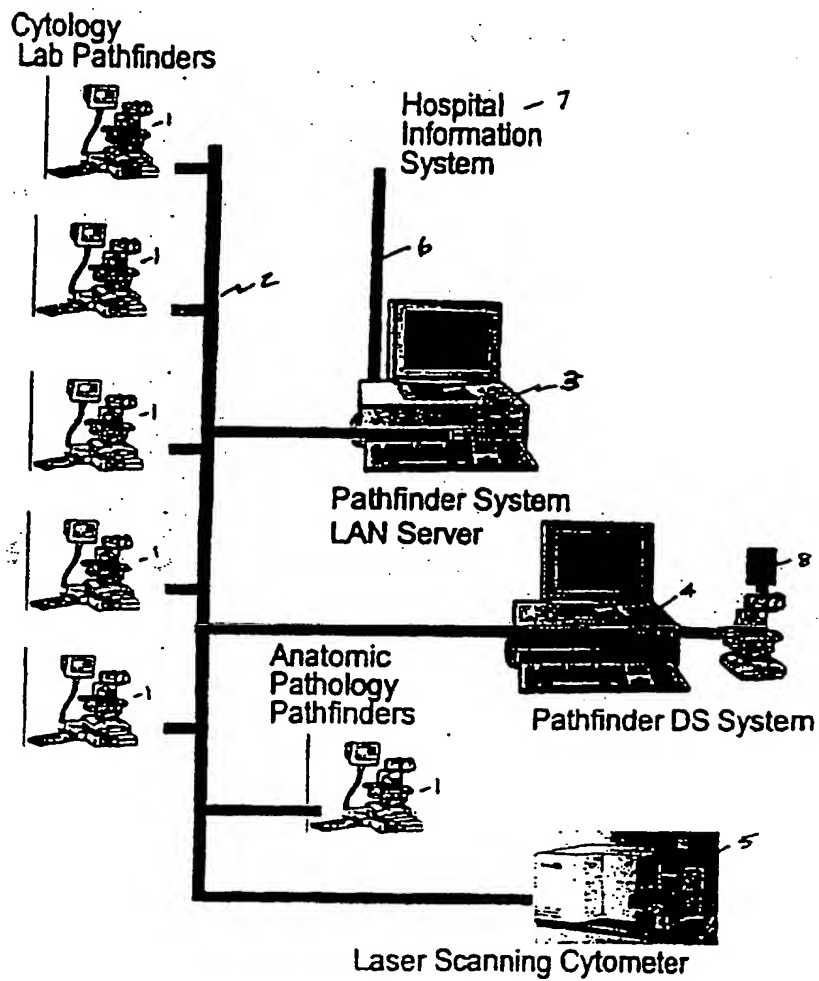 Cytology
Lab Pathfinders
1
Hospital - 7
Information
System
1
6
2
3
1
Pathfinder System
LAN Server
1
8
4
Anatomic
Pathology
Pathfinders
1
Pathfinder DS System
1
5
Laser Scanning Cytometer